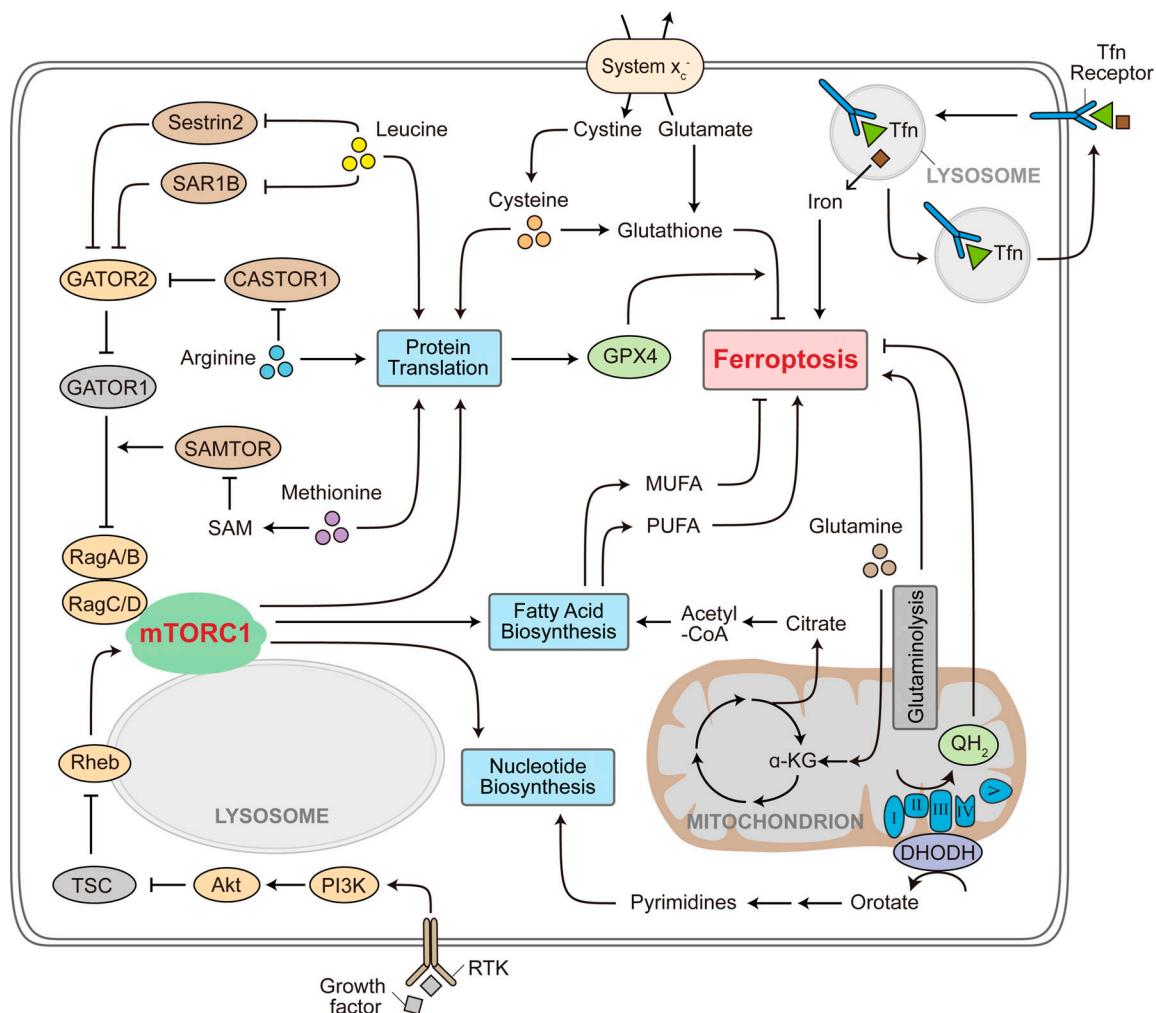 System x_c^-
Tfn
Receptor
Sestrin2
Leucine
Cystine
Glutamate
Tfn
LYSOSOME
SAR1B
Cysteine
Iron
Glutathione
Tfn
GATOR2
CASTOR1
Arginine
Protein
Translation
GPX4
Ferroptosis
GATOR1
SAMTOR
Methionine
SAM
MUFA
PUFA
Glutamine
RagA/B
RagC/D
mTORC1
Fatty Acid
Biosynthesis
Acetyl
-CoA
Citrate
Glutaminolysis
Rheb
LYSOSOME
Nucleotide
Biosynthesis
α-KG
QH₂
MITOCHONDRION
I
II
III
IV
V
DHODH
TSC
Akt
PI3K
Pyrimidines
Orotate
RTK
Growth
factor